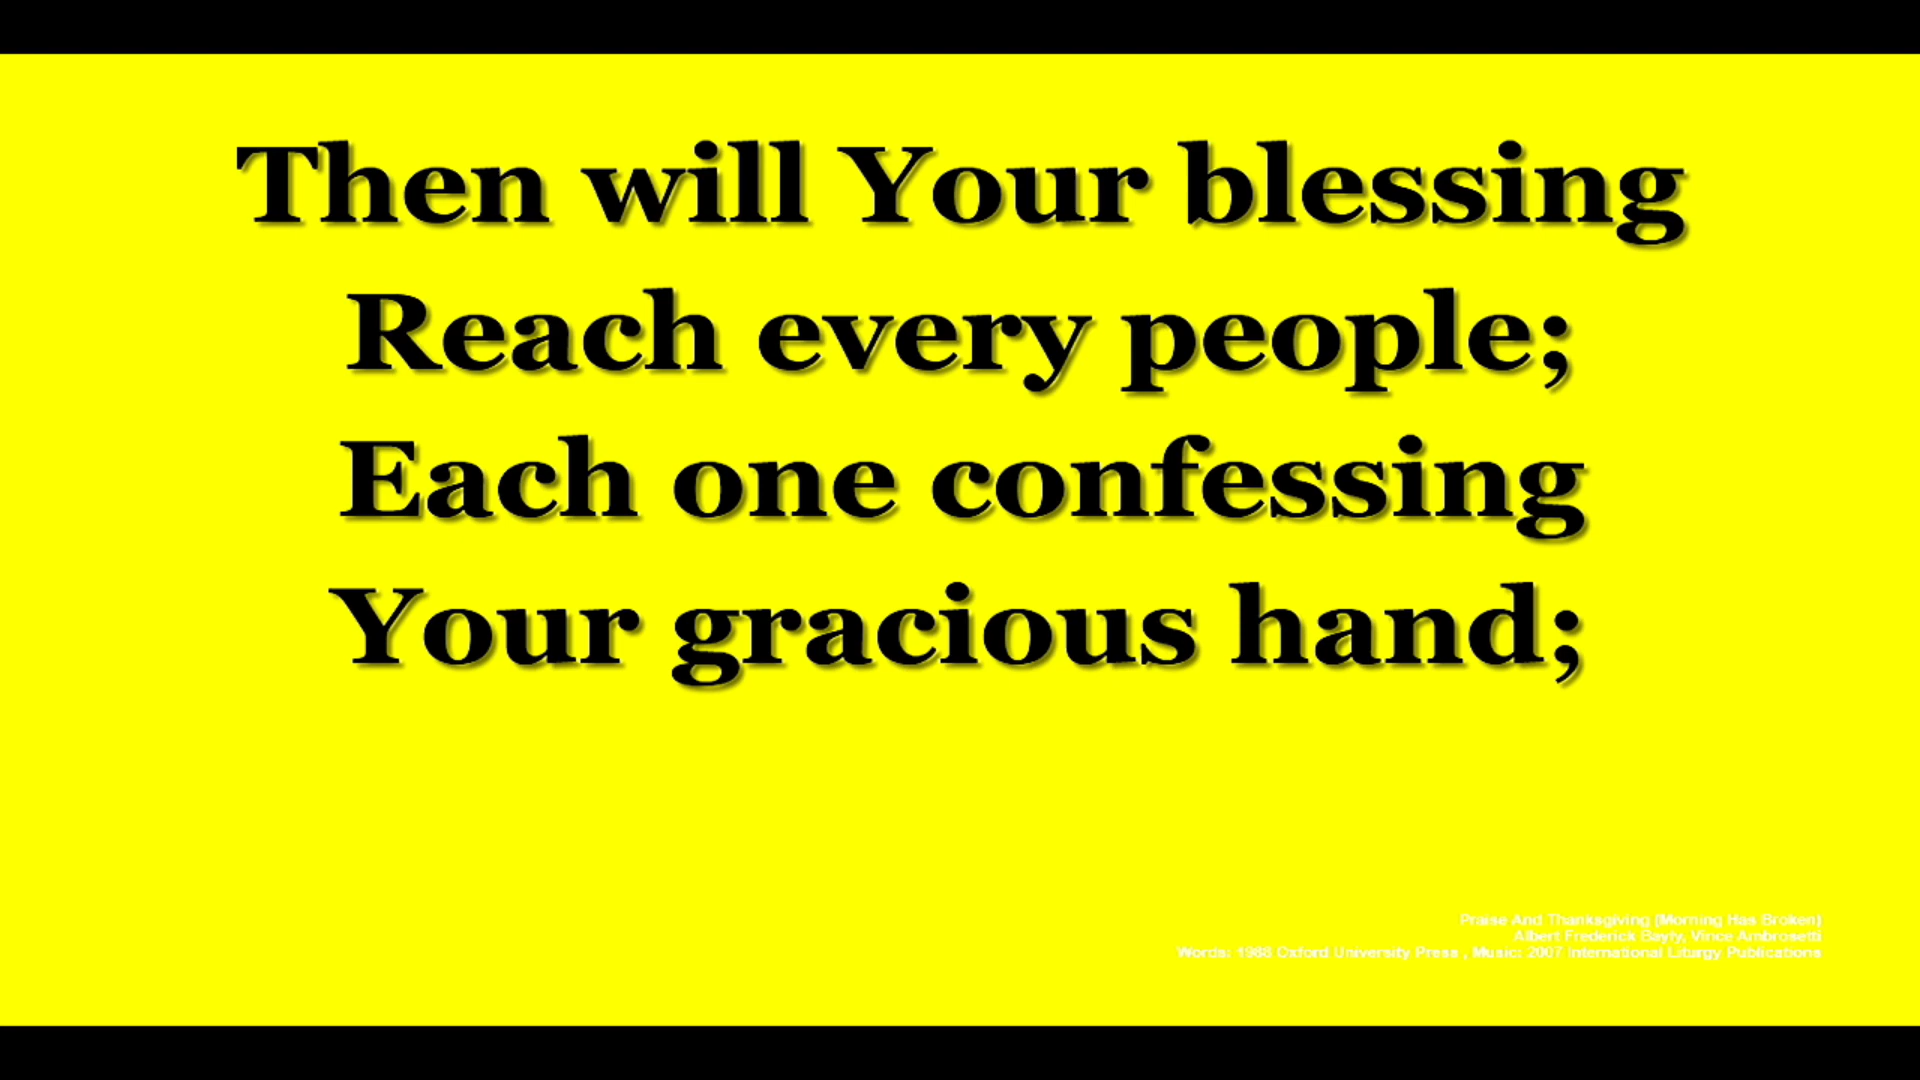 Then will Your blessing
Reach every people;
Each one confessing
Your gracious hand;
Praise And Thanksgiving (Morning Has Broken)
Albert Frederick Bayly, Vince Ambrosetti
Words: 1988 Oxford University Press , Music: 2007 International Liturgy Publications